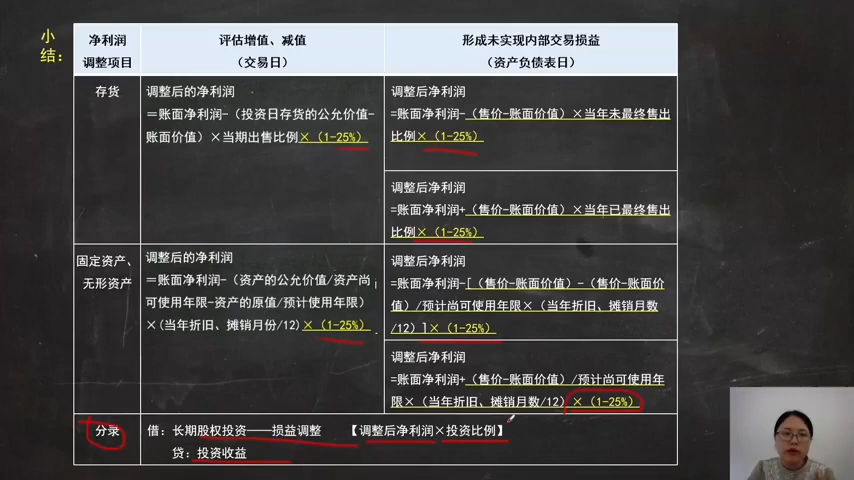 小
结：
净利润
调整项目
评估增值、减值
（交易日）
形成未实现内部交易损益
（资产负债表日）
存货
调整后的净利润
＝账面净利润-（投资日存货的公允价值-
账面价值）×当期出售比例×（1-25%）
调整后净利润
=账面净利润-（售价-账面价值）×当年未最终售出
比例×（1-25%）
调整后净利润
=账面净利润+（售价-账面价值）×当年已最终售出
比例×（1-25%）
固定资产、
无形资产
调整后的净利润
＝账面净利润-（资产的公允价值/资产尚
可使用年限-资产的原值/预计使用年限）
×(当年折旧、摊销月份/12)×（1-25%）
调整后净利润
=账面净利润-[（售价-账面价值）-（售价-账面价
值）/预计尚可使用年限×（当年折旧、摊销月数
/12）]×（1-25%）
调整后净利润
=账面净利润+（售价-账面价值）/预计尚可使用年
限×（当年折旧、摊销月数/12）×（1-25%）
分录
借：长期股权投资——损益调整 【调整后净利润×投资比例】
贷：投资收益